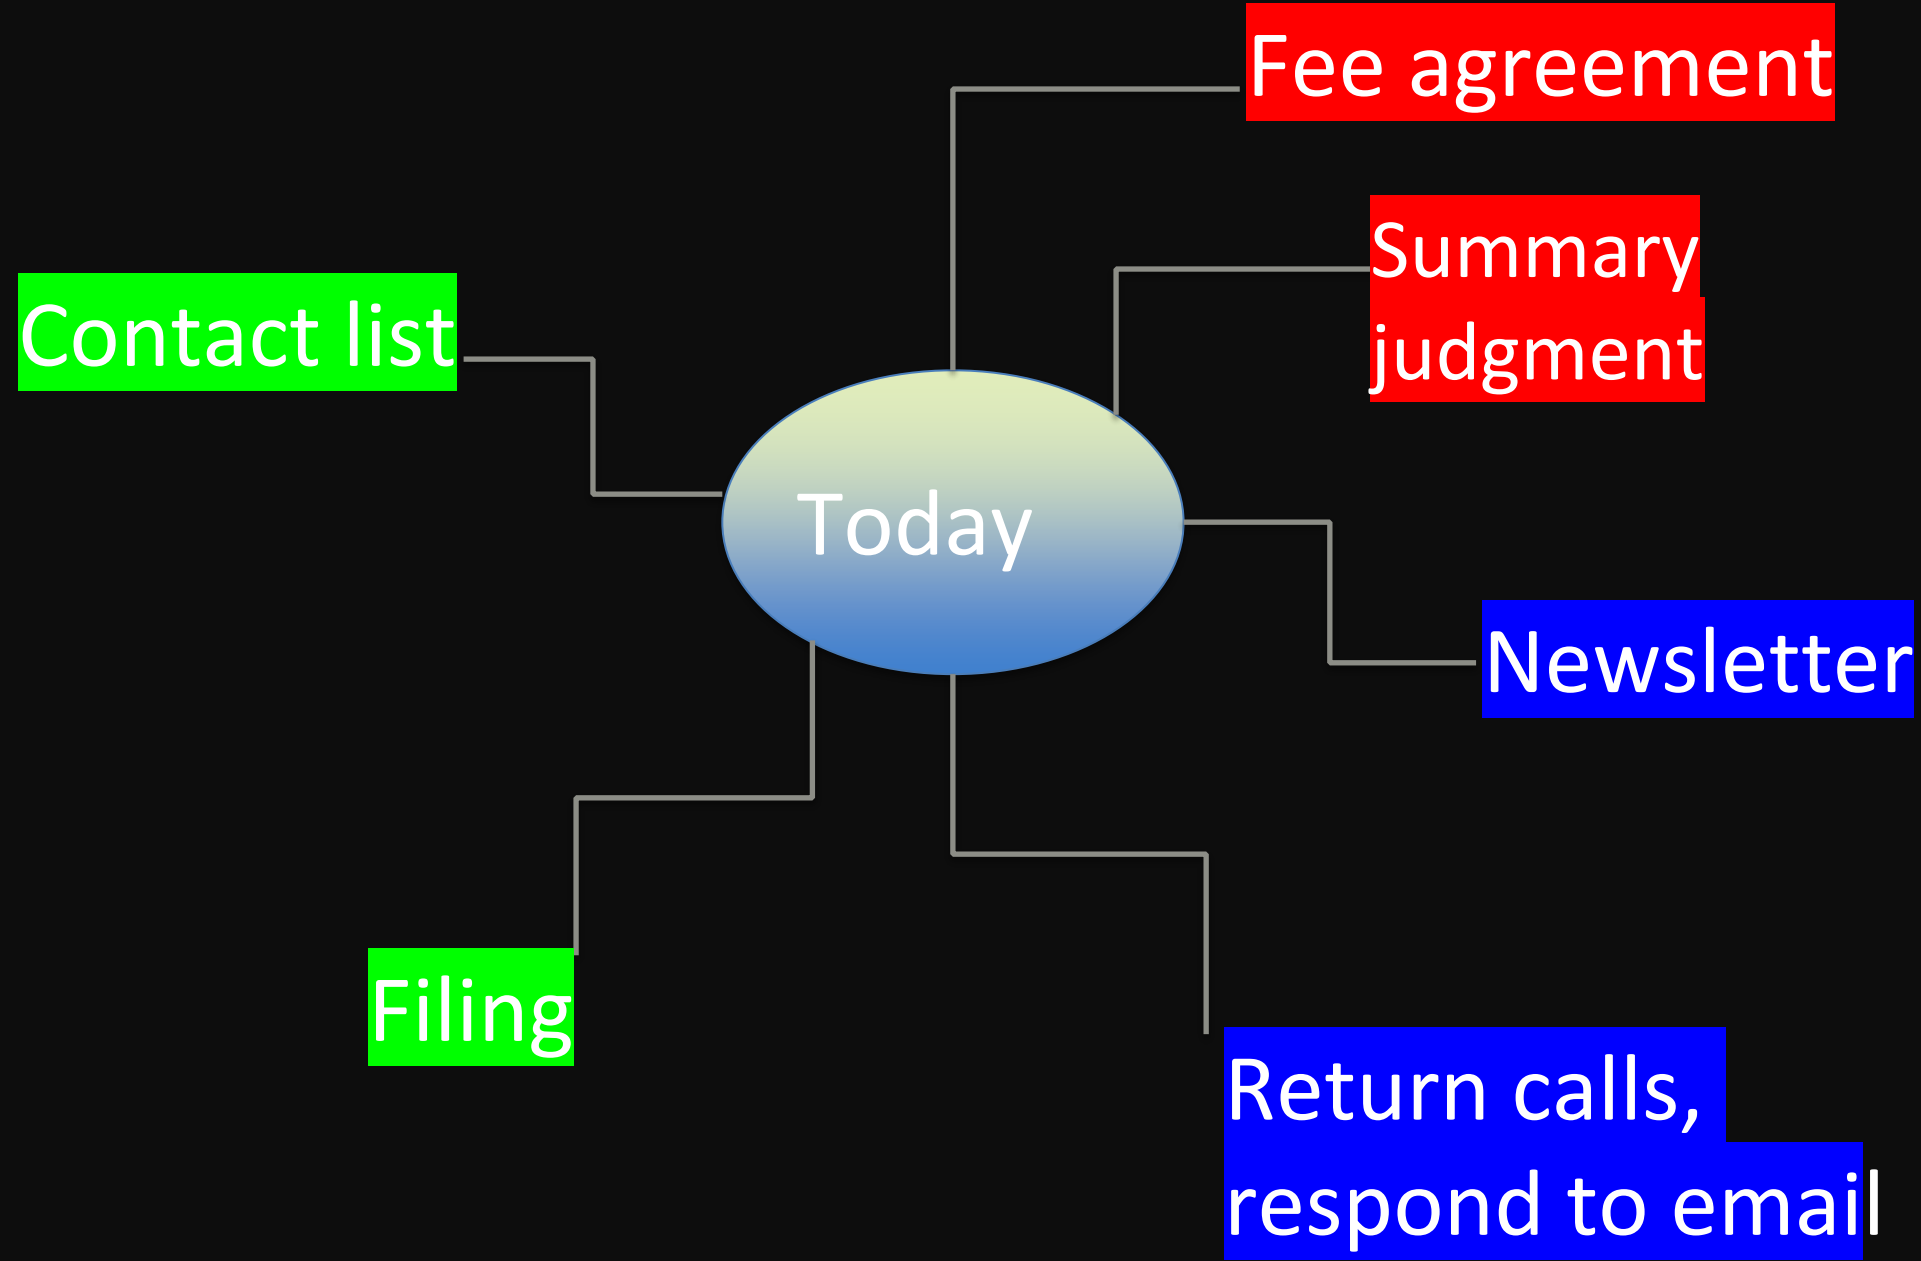 Fee agreement
Summary
judgment
Contact list
Today
Newsletter
Filing
Return calls,
respond to email